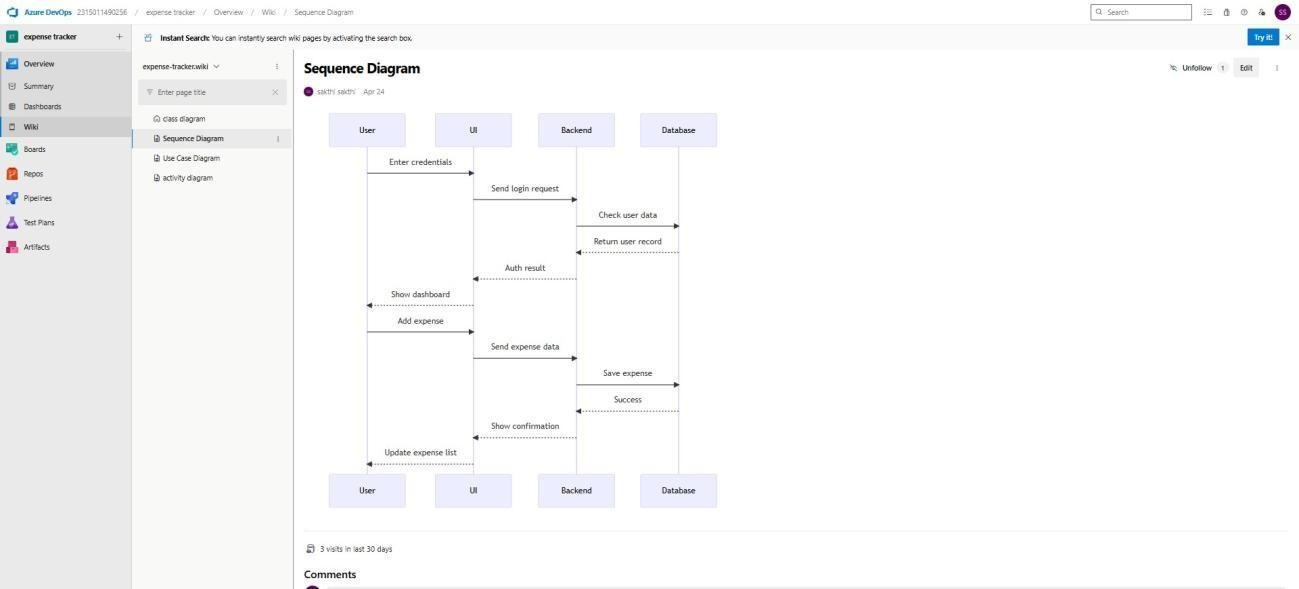 Azure DevOps 2315011490256 / expense tracker / Overview / Wiki / Sequence Diagram
Search
SS
ET expense tracker +
Instant Search: You can instantly search wiki pages by activating the search box.
Try it!
Overview
Summary
Dashboards
Wiki
Boards
Repos
Pipelines
Test Plans
Artifacts
expense-tracker.wiki
Enter page title
class diagram
Sequence Diagram
Use Case Diagram
activity diagram
Sequence Diagram
Unfollow 1 Edit
sakthi sakthi Apr 24
User UI Backend Database
Enter credentials
Send login request
Check user data
Return user record
Auth result
Show dashboard
Add expense
Send expense data
Save expense
Success
Show confirmation
Update expense list
User UI Backend Database
3 visits in last 30 days
Comments